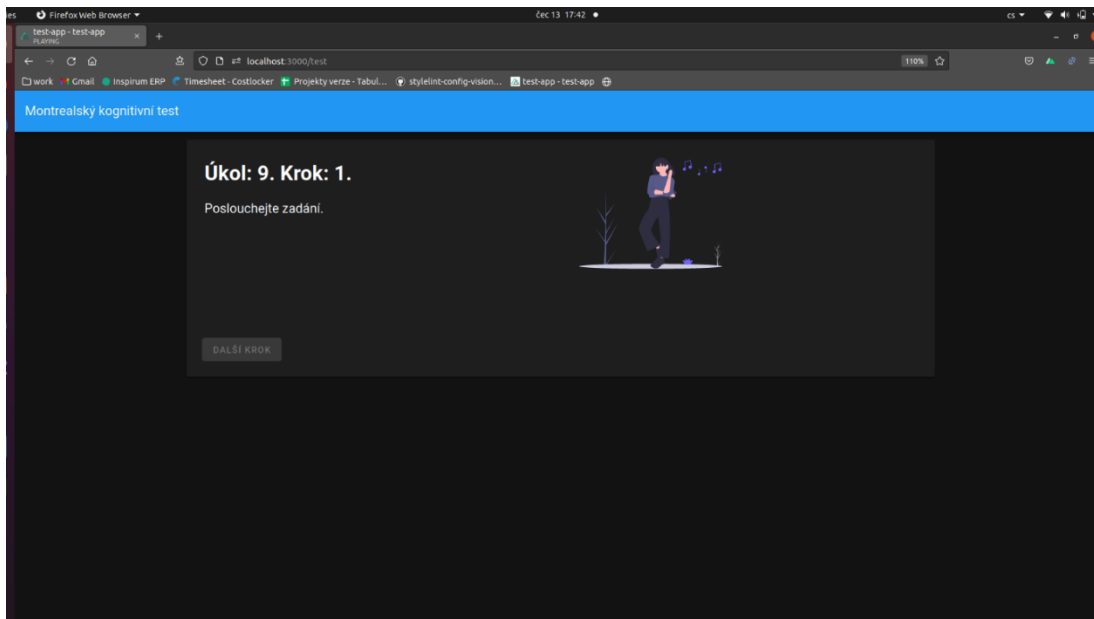 Firefox Web Browser
čec 13 17:42
cs
test-app - test-app
PLAYING
localhost:3000/test
110%
work
Gmail
Inspirum ERP
Timesheet - Costlocker
Projekty verze - Tabul...
stylelint-config-vision...
test-app - test-app
Montrealský kognitivní test
Úkol: 9. Krok: 1.
Poslouchejte zadání.
DALŠÍ KROK